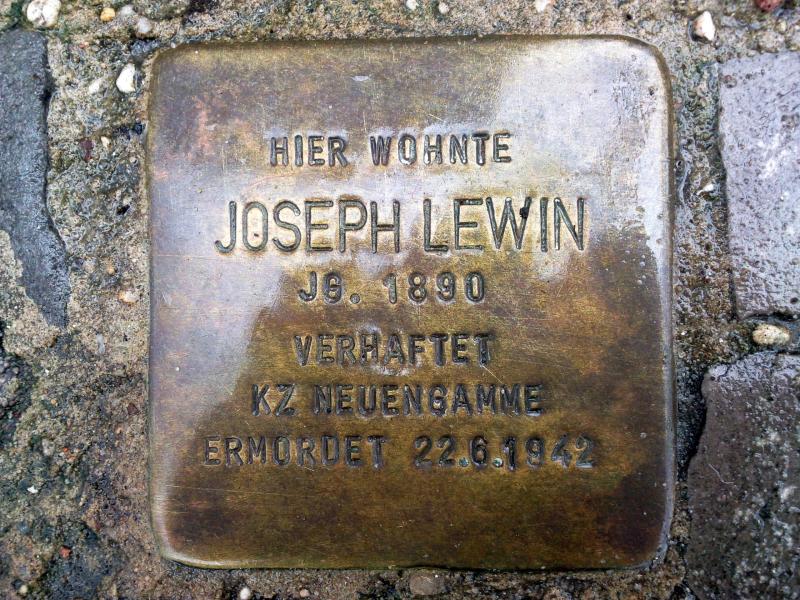 HIER WOHNTE
JOSEPH LEWIN
JG. 1890
VERHAFTET
KZ NEUENGAMME
ERMORDET 22.6.1942